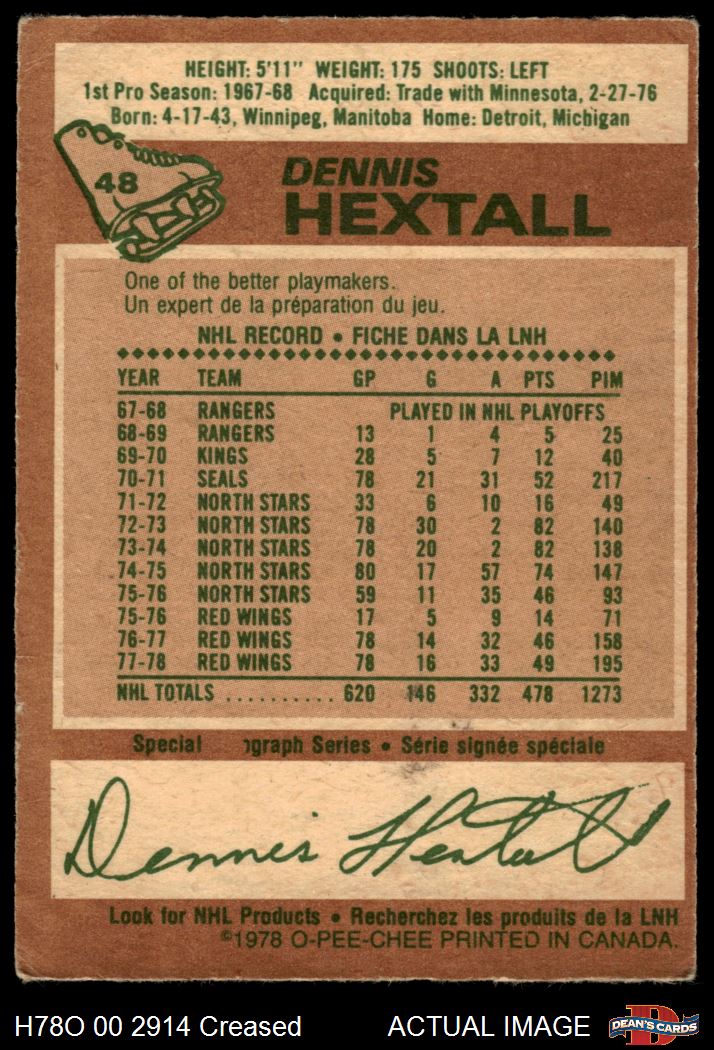 HEIGHT: 5'11" WEIGHT: 175 SHOOTS: LEFT
1st Pro Season: 1967-68 Acquired: Trade with Minnesota, 2-27-76
Born: 4-17-43, Winnipeg, Manitoba Home: Detroit, Michigan
48
DENNIS
HEXTALL
One of the better playmakers.
Un expert de la préparation du jeu.
NHL RECORD • FICHE DANS LA LNH
YEAR TEAM GP G A PTS PIM
67-68 RANGERS PLAYED IN NHL PLAYOFFS
68-69 RANGERS 13 1 4 5 25
69-70 KINGS 28 5 7 12 40
70-71 SEALS 78 21 31 52 217
71-72 NORTH STARS 33 6 10 16 49
72-73 NORTH STARS 78 30 2 82 140
73-74 NORTH STARS 78 20 2 82 138
74-75 NORTH STARS 80 17 57 74 147
75-76 NORTH STARS 59 11 35 46 93
75-76 RED WINGS 17 5 9 14 71
76-77 RED WINGS 78 14 32 46 158
77-78 RED WINGS 78 16 33 49 195
NHL TOTALS .......... 620 146 332 478 1273
Special ograph Series • Série signée spéciale
Dennis Hextall
Look for NHL Products • Recherchez les produits de la LNH
©1978 O-PEE-CHEE PRINTED IN CANADA.
H78O 00 2914 Creased ACTUAL IMAGE DEAN'S CARDS